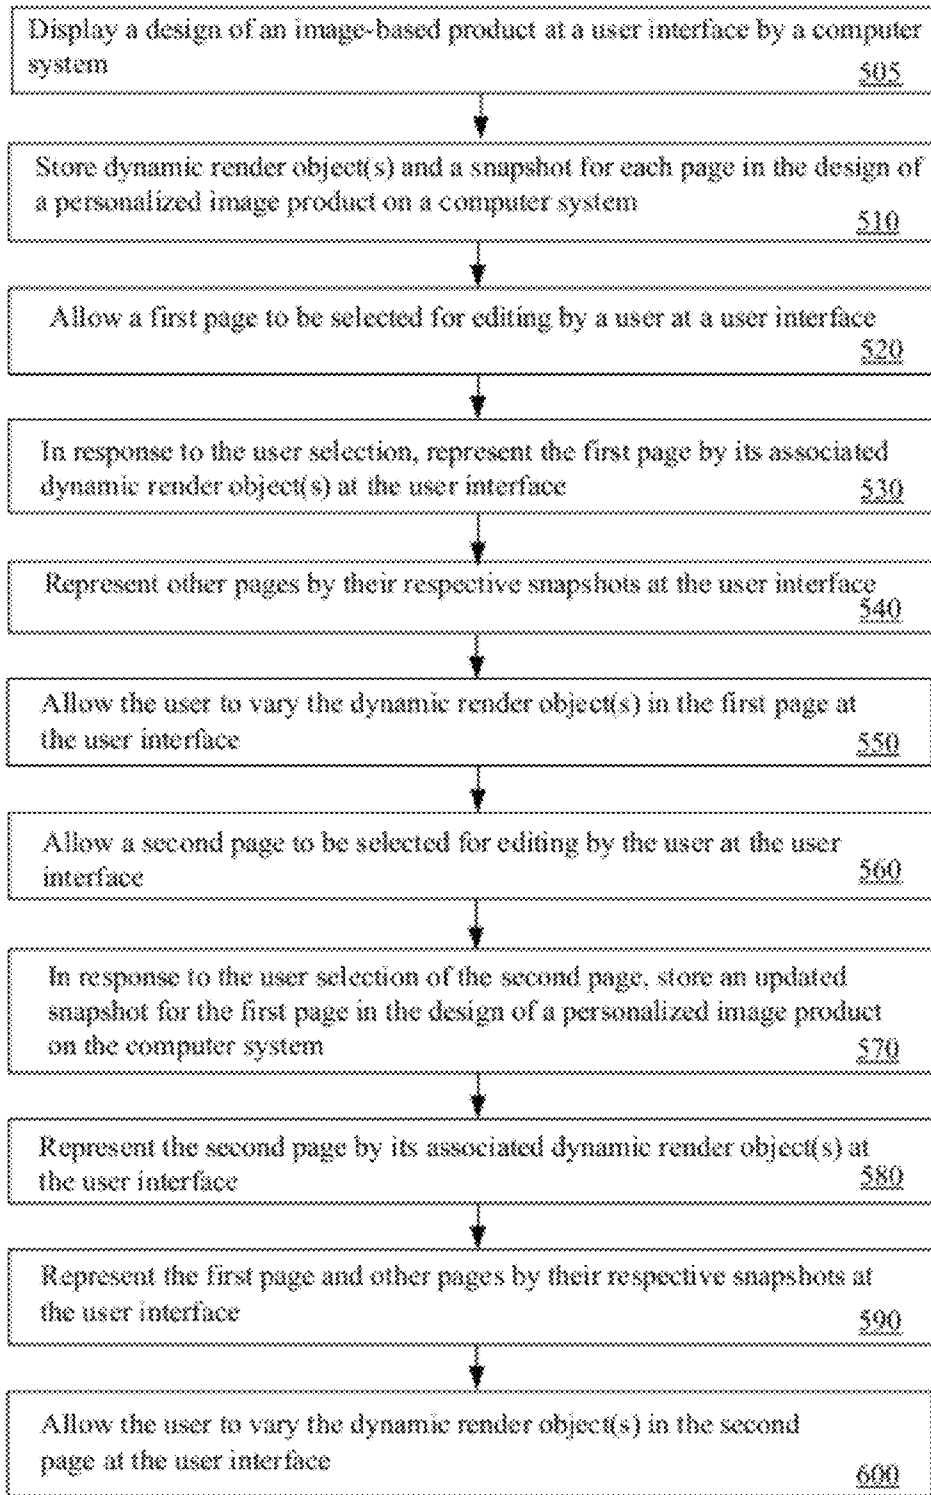 Display a design of an image-based product at a user interface by a computer
system
505
Store dynamic render object(s) and a snapshot for each page in the design of
a personalized image product on a computer system
510
Allow a first page to be selected for editing by a user at a user interface
520
In response to the user selection, represent the first page by its associated
dynamic render object(s) at the user interface
530
Represent other pages by their respective snapshots at the user interface
540
Allow the user to vary the dynamic render object(s) in the first page at
the user interface
550
Allow a second page to be selected for editing by the user at the user
interface
560
In response to the user selection of the second page, store an updated
snapshot for the first page in the design of a personalized image product
on the computer system
570
Represent the second page by its associated dynamic render object(s) at
the user interface
580
Represent the first page and other pages by their respective snapshots at
the user interface
590
Allow the user to vary the dynamic render object(s) in the second
page at the user interface
600